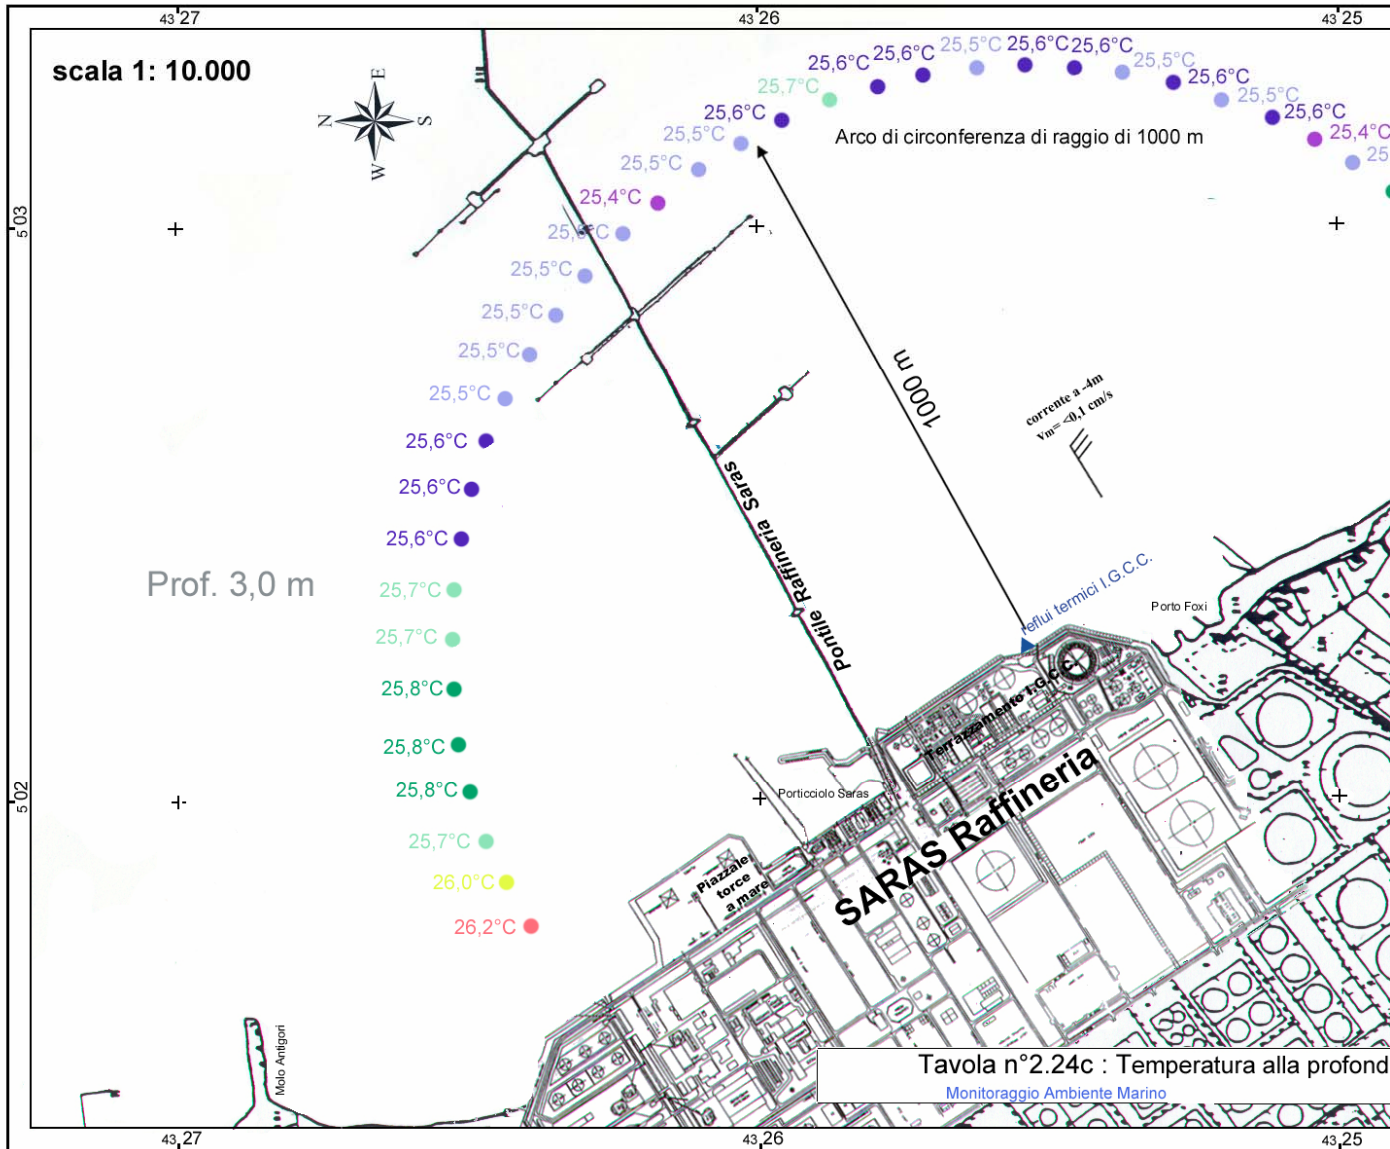 43 27
43 26
43 25
scala 1: 10.000
E
N
S
W
25,6°C
25,6°C
25,5°C
25,6°C
25,6°C
25,5°C
25,6°C
25,5°C
25,6°C
25,4°C
25,7°C
25,6°C
25,5°C
25,5°C
25,4°C
25,5°C
25,5°C
25,5°C
25,5°C
25,6°C
25,6°C
25,6°C
25,7°C
25,7°C
25,8°C
25,8°C
25,8°C
25,7°C
26,0°C
26,2°C
Arco di circonferenza di raggio di 1000 m
5 03
1000 m
corrente a -4m
vm= <0,1 cm/s
Pontile Raffineria Saras
Prof. 3,0 m
reflui termici I.G.C.C.
Porto Foxi
Terrazzamento I.G.C.C.
5 02
Porticciolo Saras
SARAS Raffineria
Piazzale
torce
a mare
Molo Antigori
Tavola n°2.24c : Temperatura alla profond
Monitoraggio Ambiente Marino
43 27
43 26
43 25